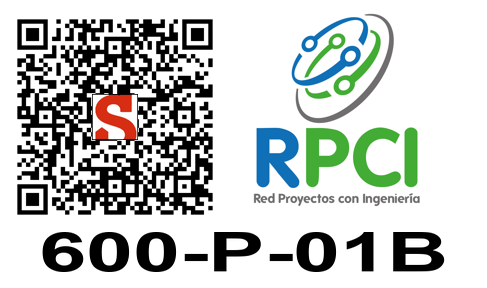 S
RPCI
Red Proyectos con Ingeniería
600-P-01B